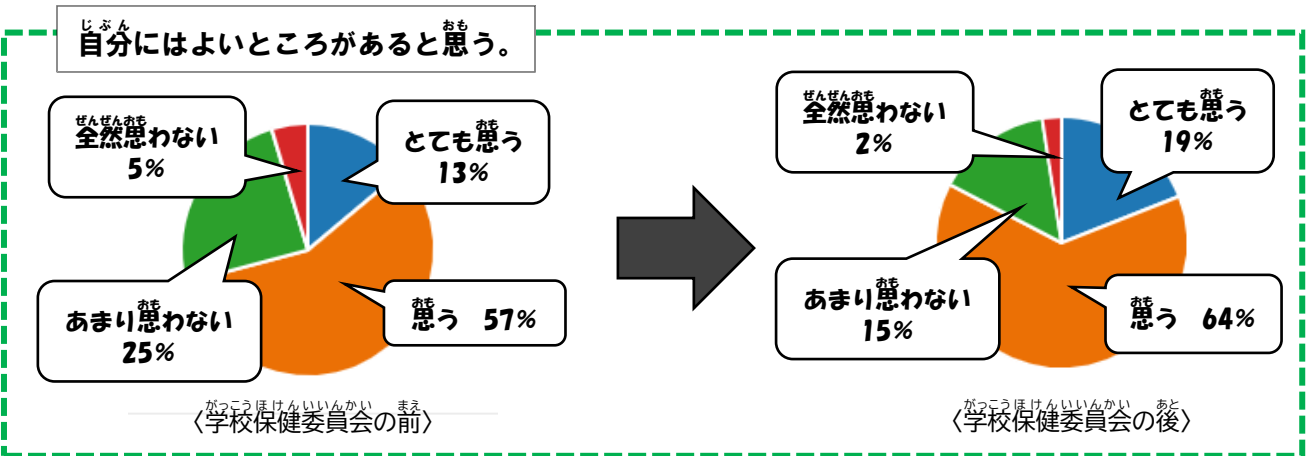 自分にはよいところがあると思う。
全然思わない
5%
とても思う
13%
あまり思わない
25%
思う 57%
〈学校保健委員会の前〉
全然思わない
2%
とても思う
19%
あまり思わない
15%
思う 64%
〈学校保健委員会の後〉